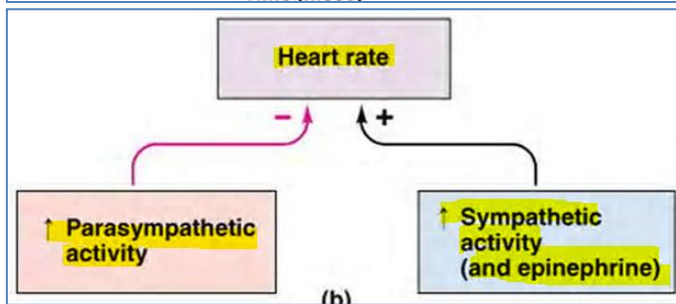 Heart rate
− +
↑ Parasympathetic
activity
↑ Sympathetic
activity
(and epinephrine)
(b)